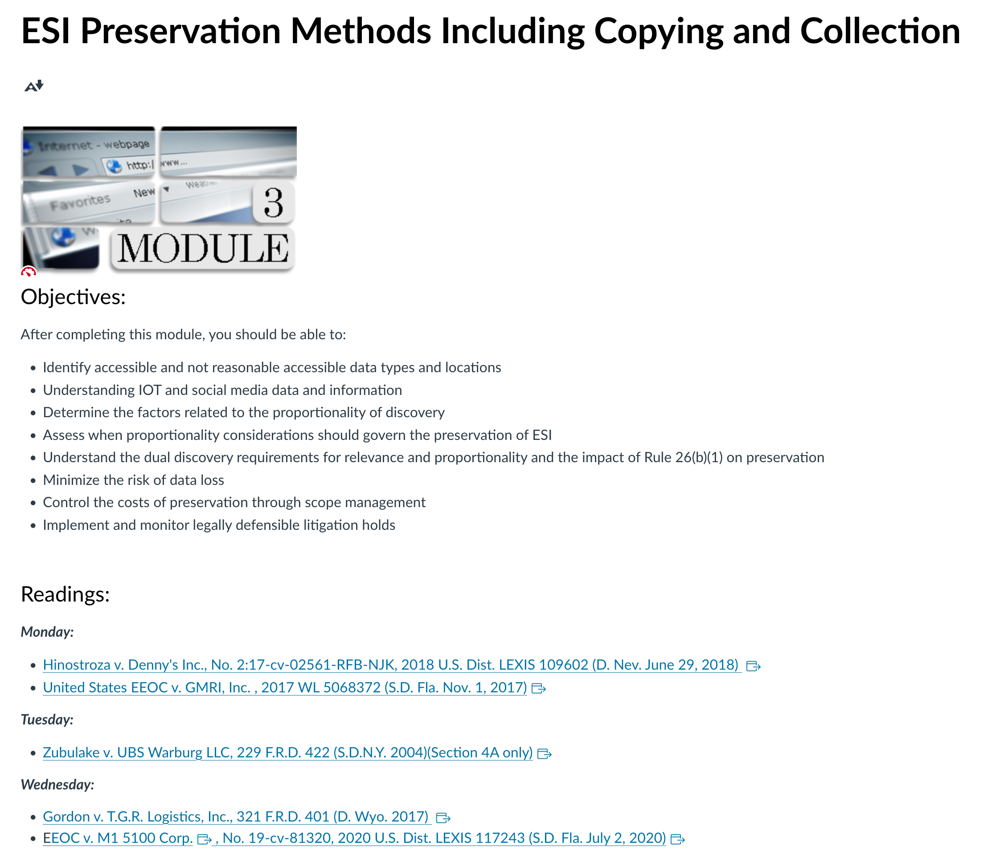 ESI Preservation Methods Including Copying and Collection
Internet - webpage
http:/ www...
Favorites New
MODULE
3
Objectives:
After completing this module, you should be able to:
Identify accessible and not reasonable accessible data types and locations
Understanding IOT and social media data and information
Determine the factors related to the proportionality of discovery
Assess when proportionality considerations should govern the preservation of ESI
Understand the dual discovery requirements for relevance and proportionality and the impact of Rule 26(b)(1) on preservation
Minimize the risk of data loss
Control the costs of preservation through scope management
Implement and monitor legally defensible litigation holds
Readings:
Monday:
Hinostroza v. Denny's Inc., No. 2:17-cv-02561-RFB-NJK, 2018 U.S. Dist. LEXIS 109602 (D. Nev. June 29, 2018)
United States EEOC v. GMRI, Inc. , 2017 WL 5068372 (S.D. Fla. Nov. 1, 2017)
Tuesday:
Zubulake v. UBS Warburg LLC, 229 F.R.D. 422 (S.D.N.Y. 2004)(Section 4A only)
Wednesday:
Gordon v. T.G.R. Logistics, Inc., 321 F.R.D. 401 (D. Wyo. 2017)
EEOC v. M1 5100 Corp. , No. 19-cv-81320, 2020 U.S. Dist. LEXIS 117243 (S.D. Fla. July 2, 2020)